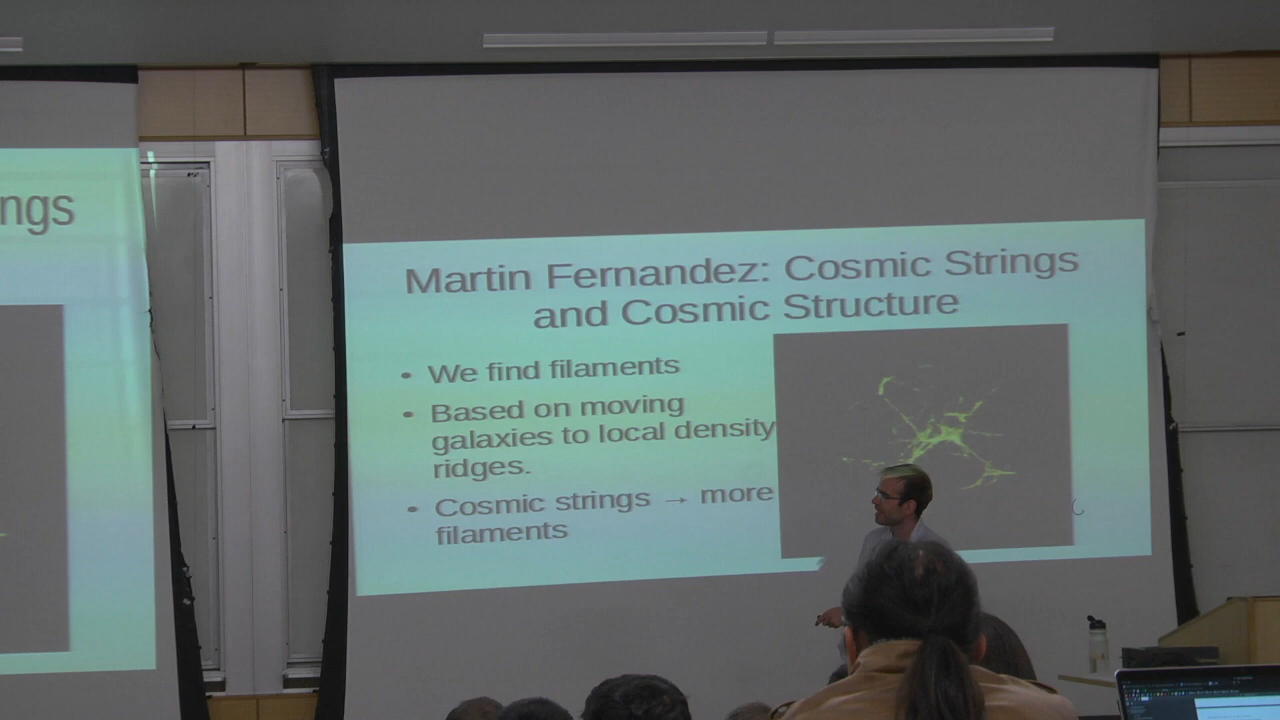 ngs
Martin Fernandez: Cosmic Strings
and Cosmic Structure
• We find filaments
• Based on moving
galaxies to local density
ridges.
• Cosmic strings → more
filaments